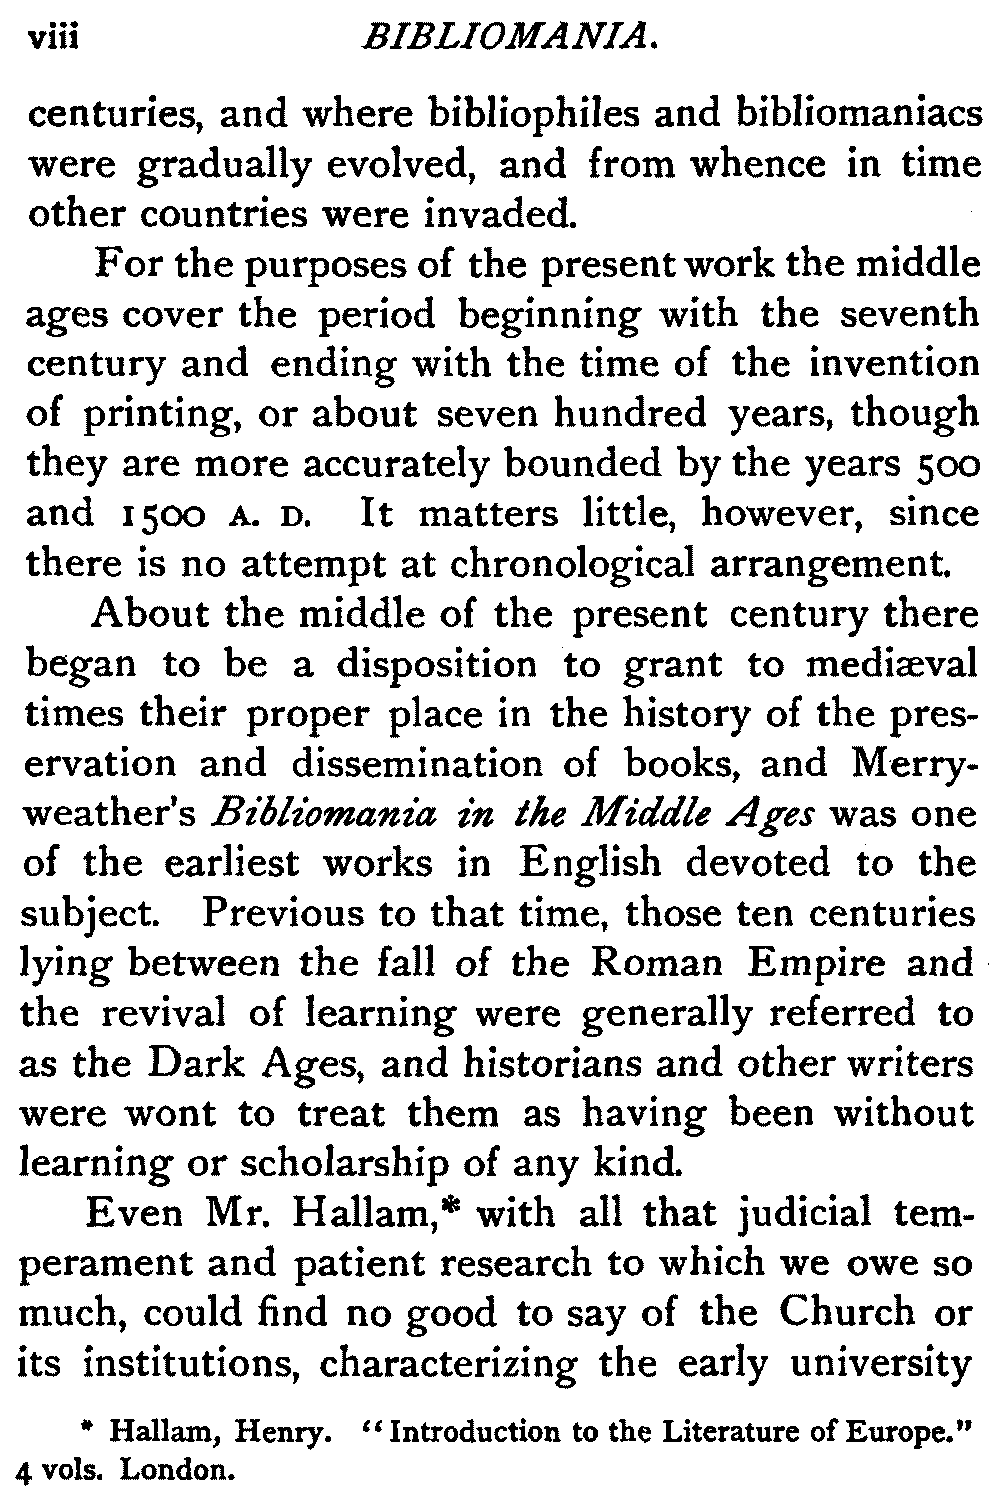 viii BIBLIOMANIA.
centuries, and where bibliophiles and bibliomaniacs
were gradually evolved, and from whence in time
other countries were invaded.
For the purposes of the present work the middle
ages cover the period beginning with the seventh
century and ending with the time of the invention
of printing, or about seven hundred years, though
they are more accurately bounded by the years 500
and 1500 A. D. It matters little, however, since
there is no attempt at chronological arrangement.
About the middle of the present century there
began to be a disposition to grant to mediæval
times their proper place in the history of the pres-
ervation and dissemination of books, and Merry-
weather's Bibliomania in the Middle Ages was one
of the earliest works in English devoted to the
subject. Previous to that time, those ten centuries
lying between the fall of the Roman Empire and
the revival of learning were generally referred to
as the Dark Ages, and historians and other writers
were wont to treat them as having been without
learning or scholarship of any kind.
Even Mr. Hallam,* with all that judicial tem-
perament and patient research to which we owe so
much, could find no good to say of the Church or
its institutions, characterizing the early university
* Hallam, Henry. "Introduction to the Literature of Europe."
4 vols. London.